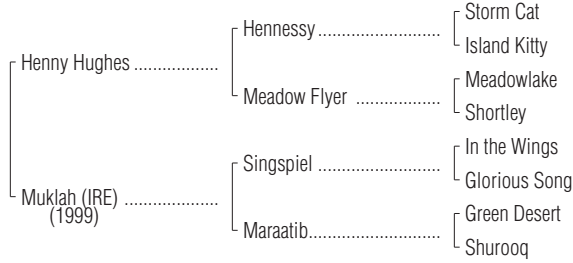 Storm Cat
Hennessy........................
Island Kitty
Henny Hughes ................
Meadowlake
Meadow Flyer ................
Shortley
In the Wings
Singspiel ........................
Glorious Song
Muklah (IRE) ..................
(1999)
Green Desert
Maraatib.........................
Shurooq